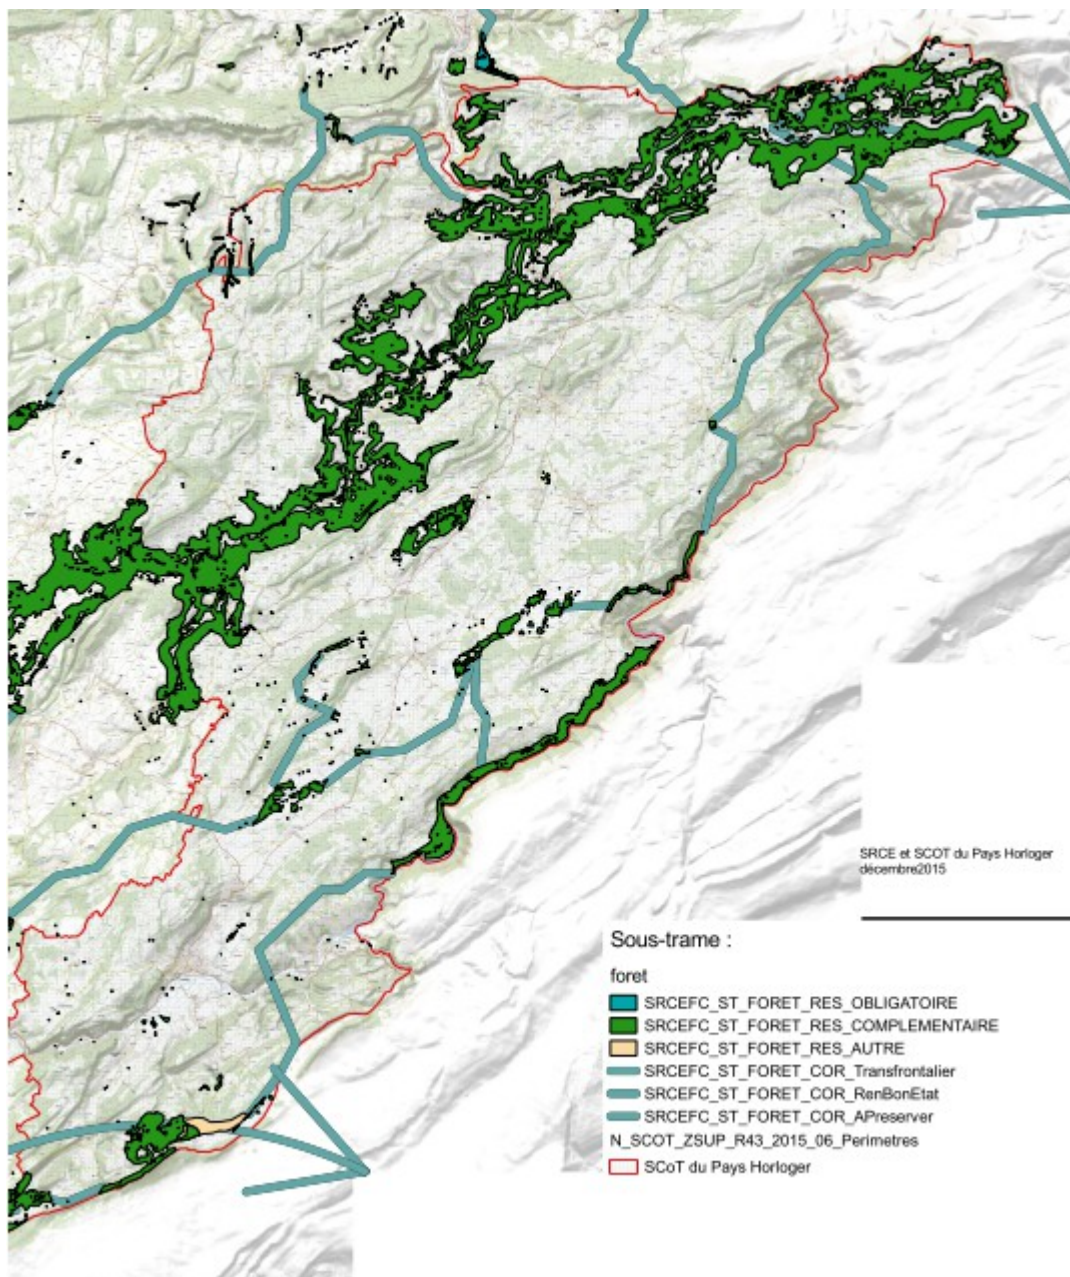 SRCE et SCOT du Pays Horloger
décembre2015
Sous-trame :
foret
SRCEFC_ST_FORET_RES_OBLIGATOIRE
SRCEFC_ST_FORET_RES_COMPLEMENTAIRE
SRCEFC_ST_FORET_RES_AUTRE
SRCEFC_ST_FORET_COR_Transfrontalier
SRCEFC_ST_FORET_COR_RenBonEtat
SRCEFC_ST_FORET_COR_APreserver
N_SCOT_ZSUP_R43_2015_06_Perimetres
SCoT du Pays Horloger